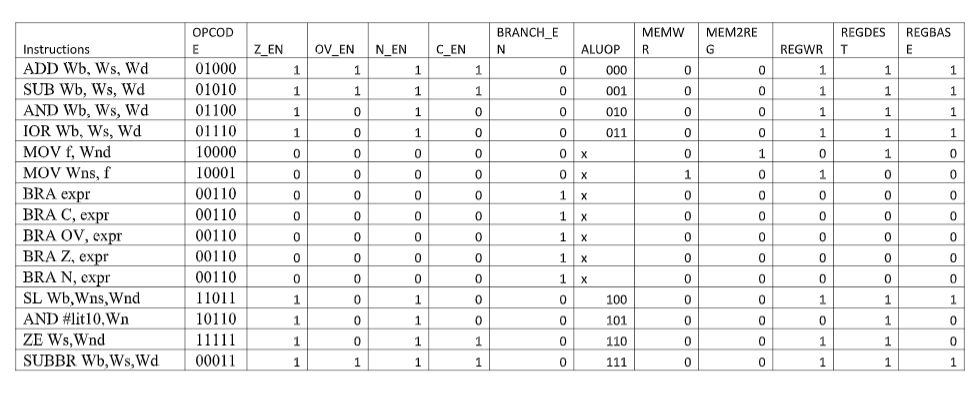 Instructions OPCOD E Z_EN OV_EN N_EN C_EN BRANCH_E N ALUOP MEMW R MEM2RE G REGWR REGDES T REGBAS E
ADD Wb, Ws, Wd 01000 1 1 1 1 0 000 0 0 1 1 1
SUB Wb, Ws, Wd 01010 1 1 1 1 0 001 0 0 1 1 1
AND Wb, Ws, Wd 01100 1 0 1 0 0 010 0 0 1 1 1
IOR Wb, Ws, Wd 01110 1 0 1 0 0 011 0 0 1 1 1
MOV f, Wnd 10000 0 0 0 0 0 x 0 1 0 1 0
MOV Wns, f 10001 0 0 0 0 0 x 1 0 1 0 0
BRA expr 00110 0 0 0 0 1 x 0 0 0 0 0
BRA C, expr 00110 0 0 0 0 1 x 0 0 0 0 0
BRA OV, expr 00110 0 0 0 0 1 x 0 0 0 0 0
BRA Z, expr 00110 0 0 0 0 1 x 0 0 0 0 0
BRA N, expr 00110 0 0 0 0 1 x 0 0 0 0 0
SL Wb,Wns,Wnd 11011 1 0 1 0 0 100 0 0 1 1 1
AND #lit10,Wn 10110 1 0 1 0 0 101 0 0 0 1 0
ZE Ws,Wnd 11111 1 0 1 1 0 110 0 0 1 1 0
SUBBR Wb,Ws,Wd 00011 1 1 1 1 0 111 0 0 1 1 1